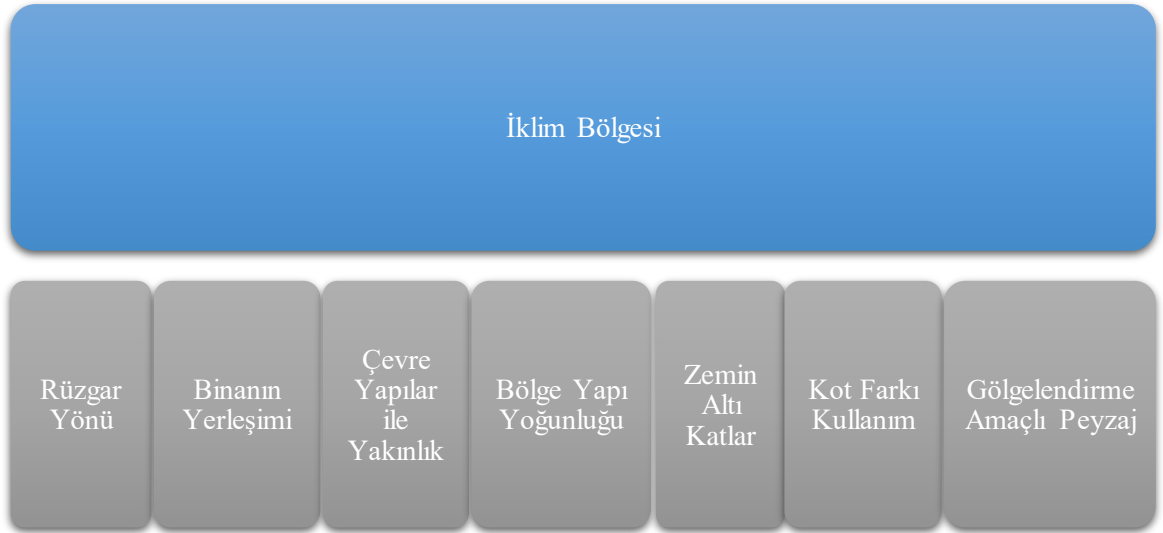 İklim Bölgesi
Rüzgar
Yönü
Binanın
Yerleşimi
Çevre
Yapılar
ile
Yakınlık
Bölge Yapı
Yoğunluğu
Zemin
Altı
Katlar
Kot Farkı
Kullanım
Gölgelendirme
Amaçlı Peyzaj